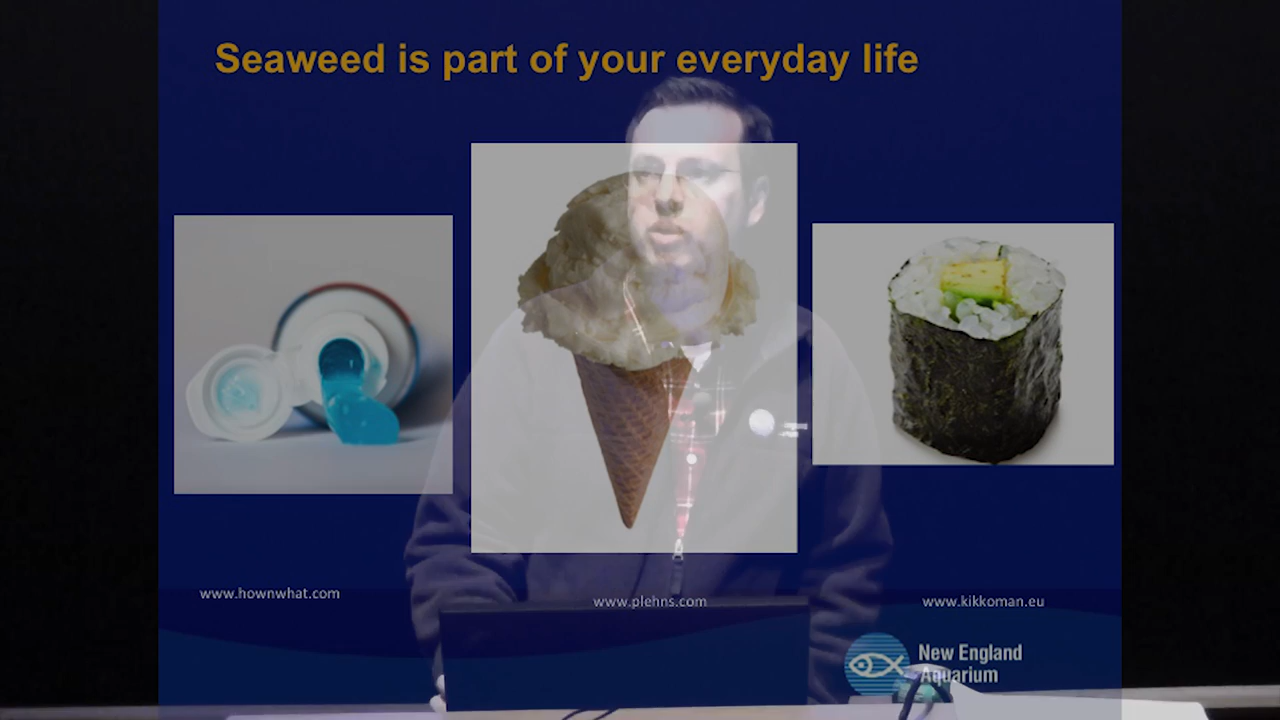 Seaweed is part of your everyday life
www.hownwhat.com
www.plehns.com
www.kikkoman.eu
New England
Aquarium